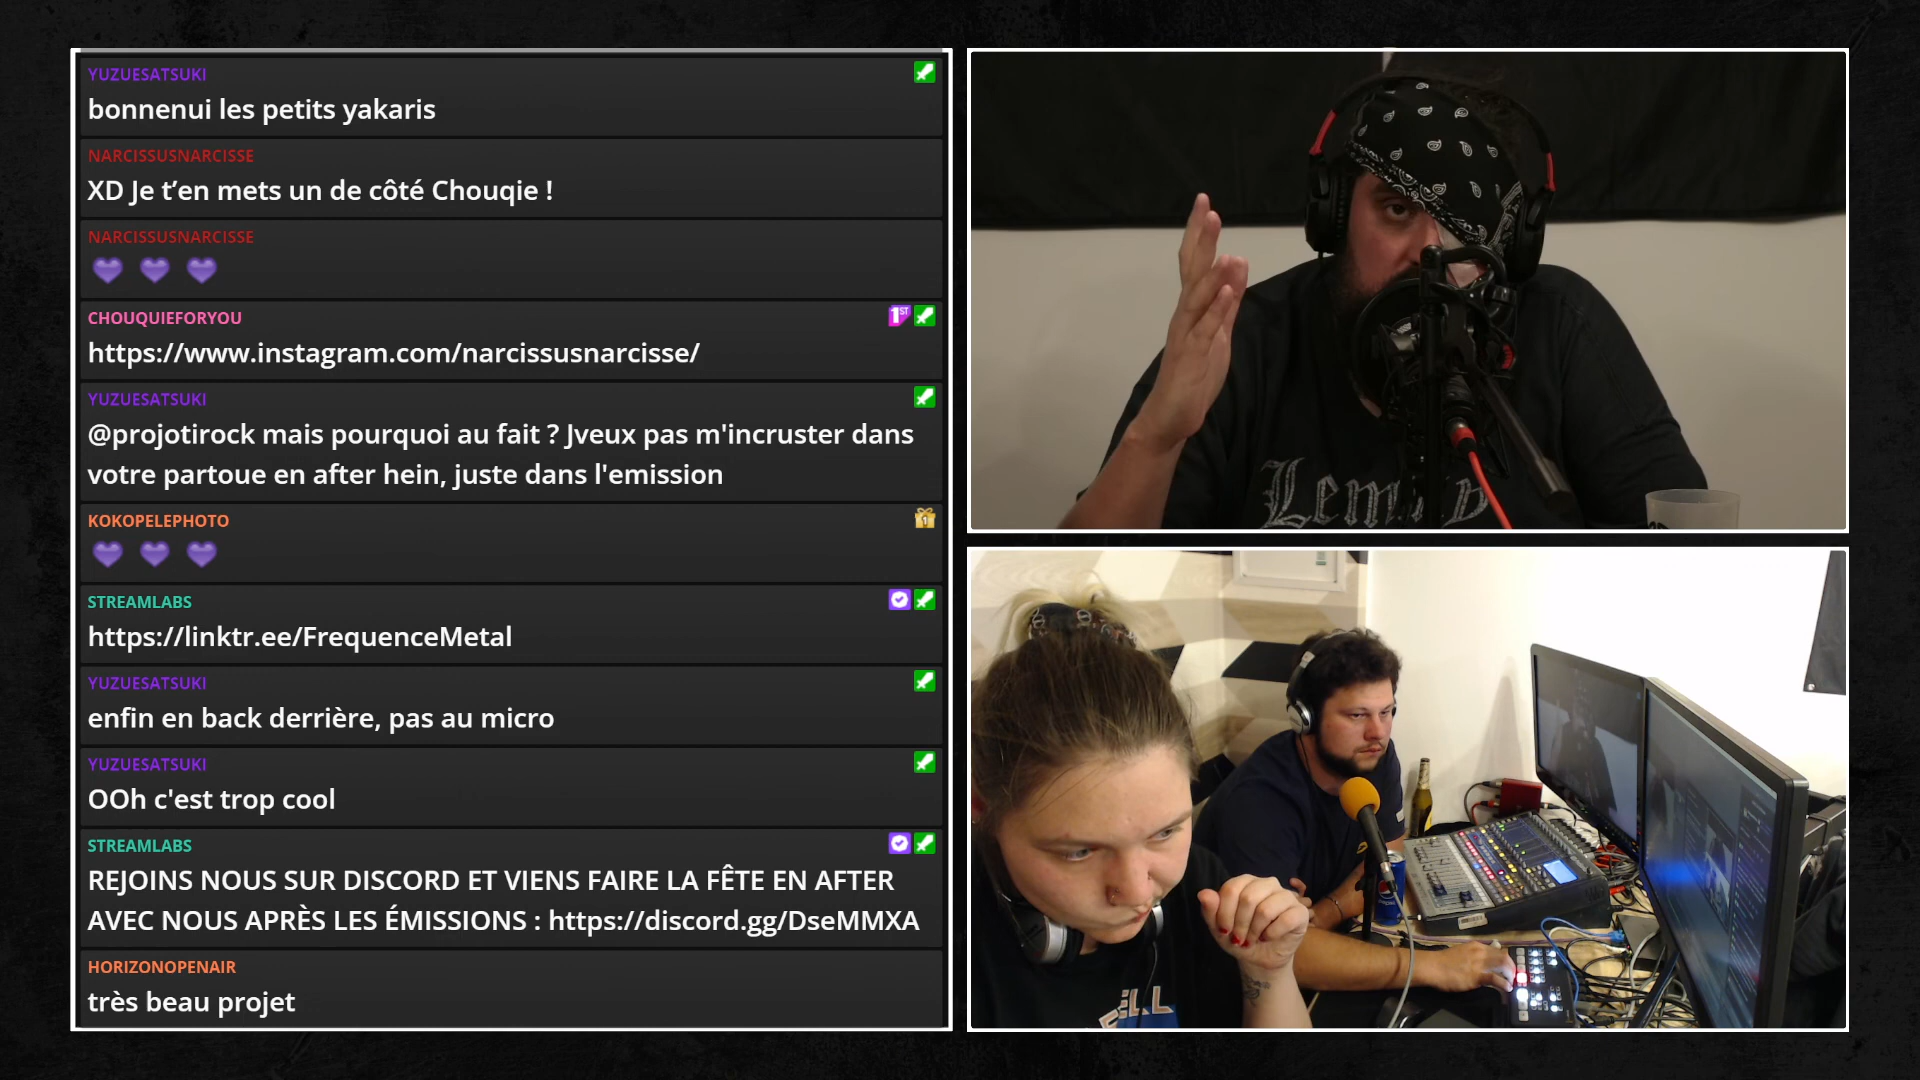 YUZUESATSUKI
bonnenui les petits yakaris
NARCISSUSNARCISSE
XD Je t’en mets un de côté Chouqie !
NARCISSUSNARCISSE
CHOUQUIEFORYOU
1ST
https://www.instagram.com/narcissusnarcisse/
YUZUESATSUKI
@projotirock mais pourquoi au fait ? Jveux pas m'incruster dans
votre partoue en after hein, juste dans l'emission
KOKOPELEPHOTO
1
STREAMLABS
https://linktr.ee/FrequenceMetal
YUZUESATSUKI
enfin en back derrière, pas au micro
YUZUESATSUKI
OOh c'est trop cool
STREAMLABS
REJOINS NOUS SUR DISCORD ET VIENS FAIRE LA FÊTE EN AFTER
AVEC NOUS APRÈS LES ÉMISSIONS : https://discord.gg/DseMMXA
HORIZONOPENAIR
très beau projet